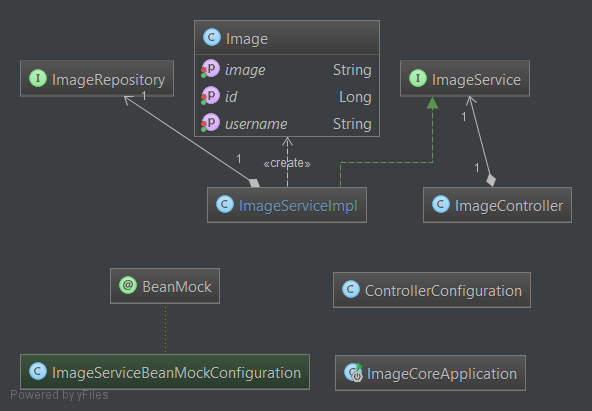 C Image
I ImageRepository
p image String
I ImageService
p id Long
1
p username String
1
1
«create»
1
C ImageServiceImpl
C ImageController
@ BeanMock
C ControllerConfiguration
C ImageServiceBeanMockConfiguration
C ImageCoreApplication
Powered by yFiles